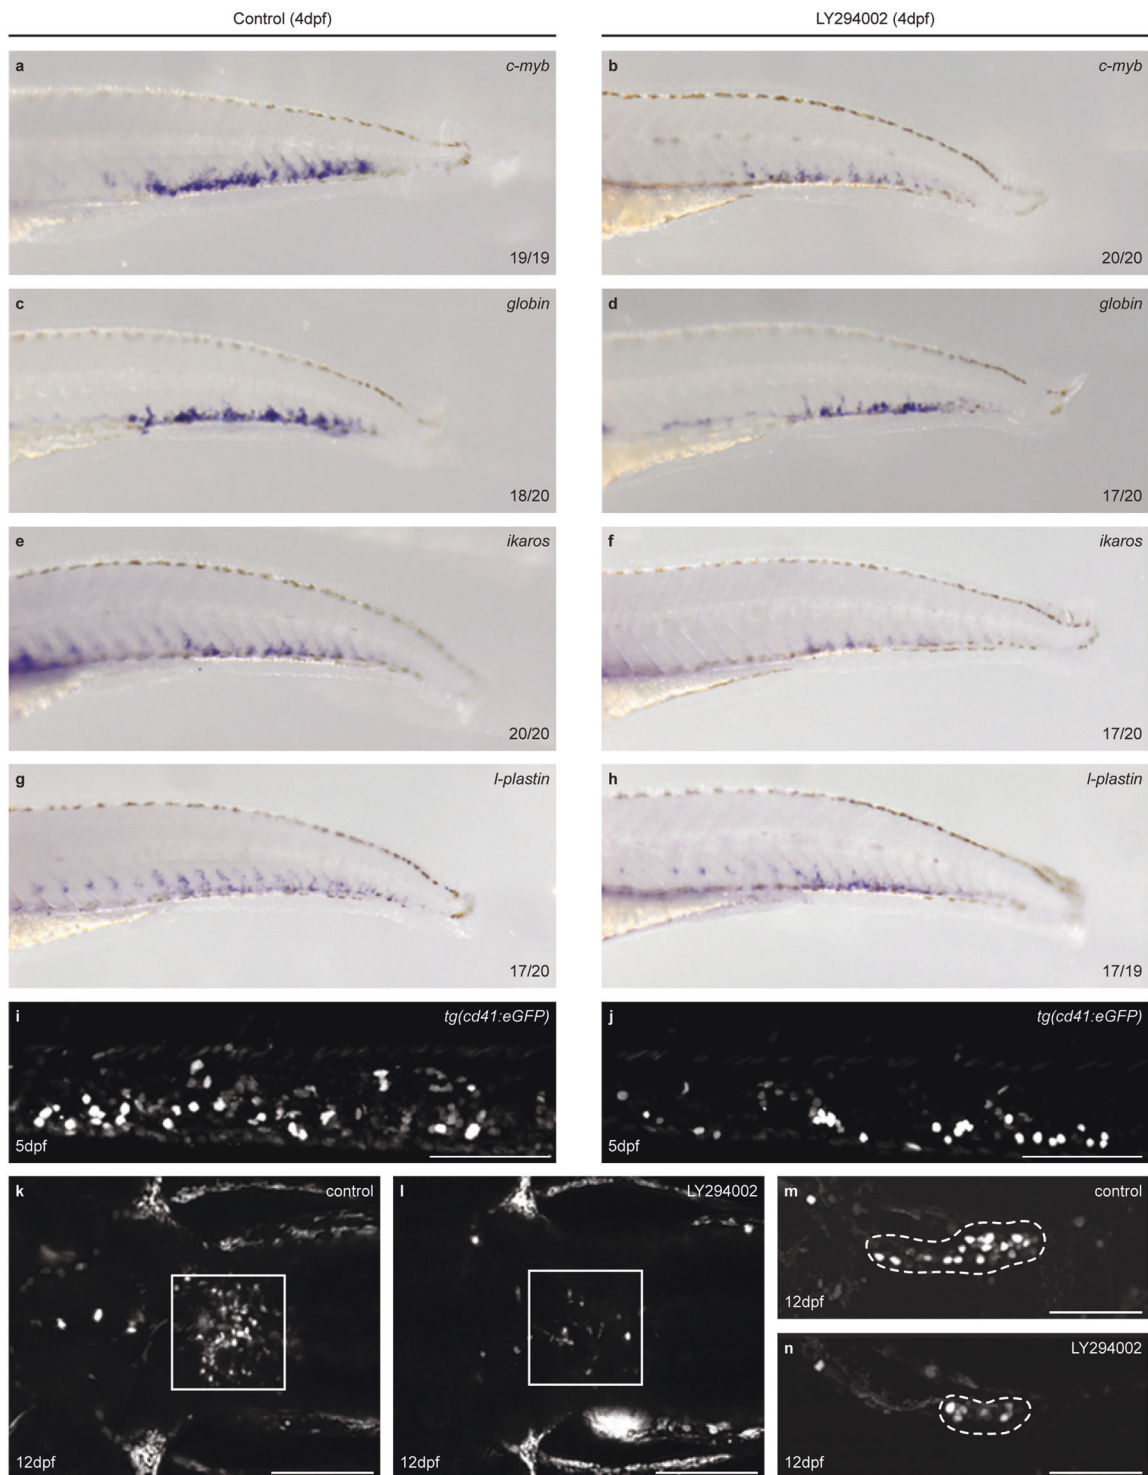 Control (4dpf)
LY294002 (4dpf)
a
c-myb
19/19
b
c-myb
20/20
c
globin
18/20
d
globin
17/20
e
ikaros
20/20
f
ikaros
17/20
g
l-plastin
17/20
h
l-plastin
17/19
i
tg(cd41:eGFP)
5dpf
j
tg(cd41:eGFP)
5dpf
k
control
12dpf
l
LY294002
12dpf
m
control
12dpf
n
LY294002
12dpf